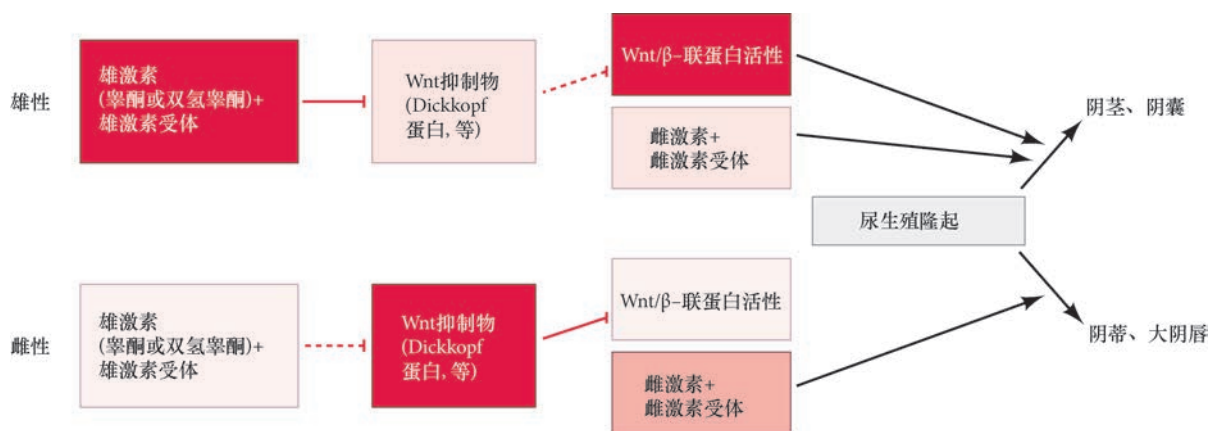 雄性
雄激素
(睾酮或双氢睾酮)+
雄激素受体
Wnt抑制物
(Dickkopf
蛋白, 等)
Wnt/β-联蛋白活性
雌激素+
雌激素受体
阴茎、阴囊
尿生殖隆起
雌性
雄激素
(睾酮或双氢睾酮)+
雄激素受体
Wnt抑制物
(Dickkopf
蛋白, 等)
Wnt/β-联蛋白活性
雌激素+
雌激素受体
阴蒂、大阴唇